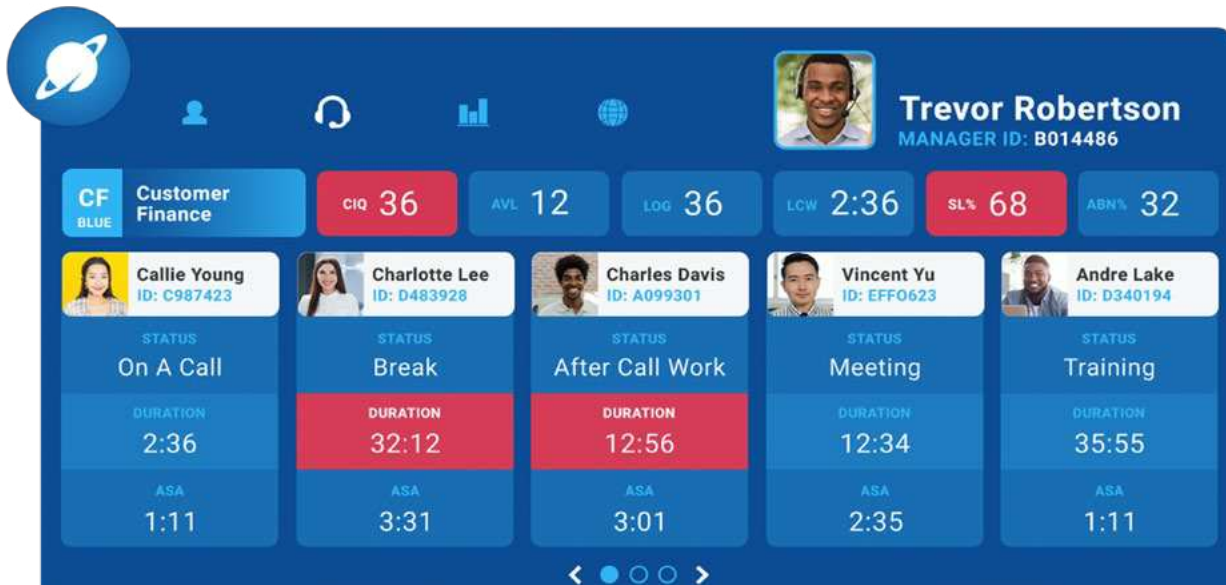 Trevor Robertson
MANAGER ID: B014486
CF
BLUE
Customer
Finance
CIQ 36
AVL 12
LOG 36
LCW 2:36
SL% 68
ABN% 32
Callie Young
ID: C987423
Charlotte Lee
ID: D483928
Charles Davis
ID: A099301
Vincent Yu
ID: EFFO623
Andre Lake
ID: D340194
STATUS
On A Call
STATUS
Break
STATUS
After Call Work
STATUS
Meeting
STATUS
Training
DURATION
2:36
DURATION
32:12
DURATION
12:56
DURATION
12:34
DURATION
35:55
ASA
1:11
ASA
3:31
ASA
3:01
ASA
2:35
ASA
1:11